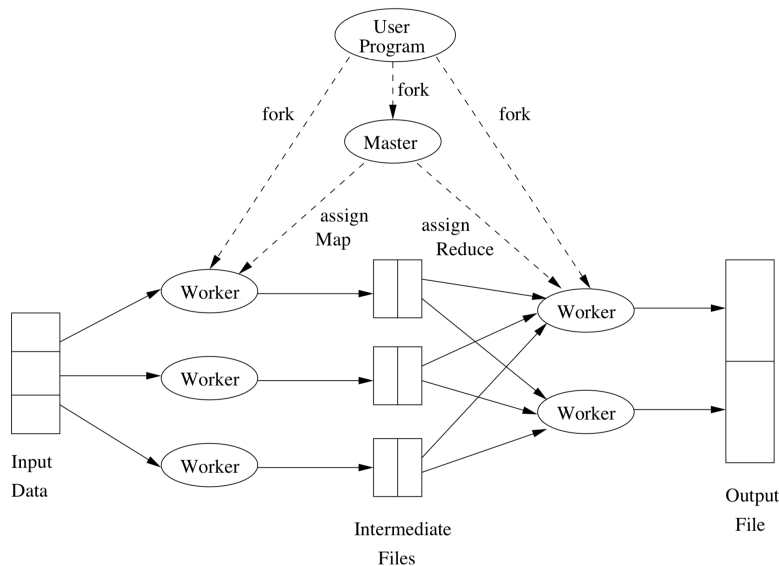 User
Program
fork
fork
fork
Master
assign
Map
assign
Reduce
Worker
Worker
Worker
Worker
Worker
Input
Data
Intermediate
Files
Output
File